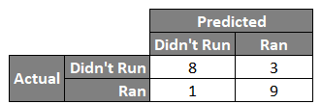 Predicted
Didn't Run Ran
Actual Didn't Run 8 3
Ran 1 9